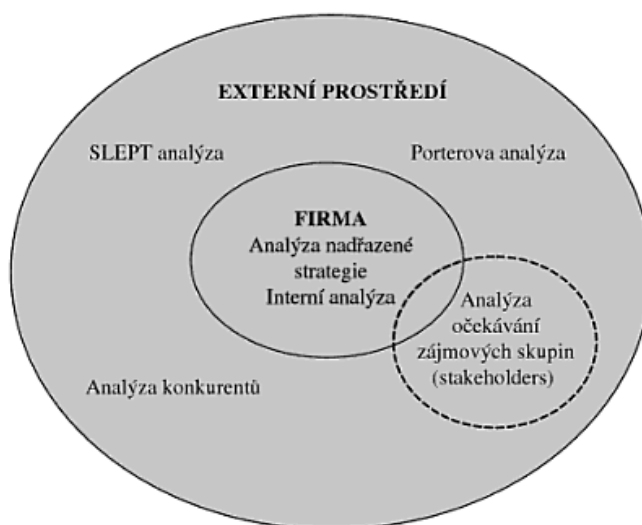 EXTERNÍ PROSTŘEDÍ
SLEPT analýza
Porterova analýza
FIRMA
Analýza nadřazené
strategie
Interní analýza
Analýza
očekávání
zájmových skupin
(stakeholders)
Analýza konkurentů